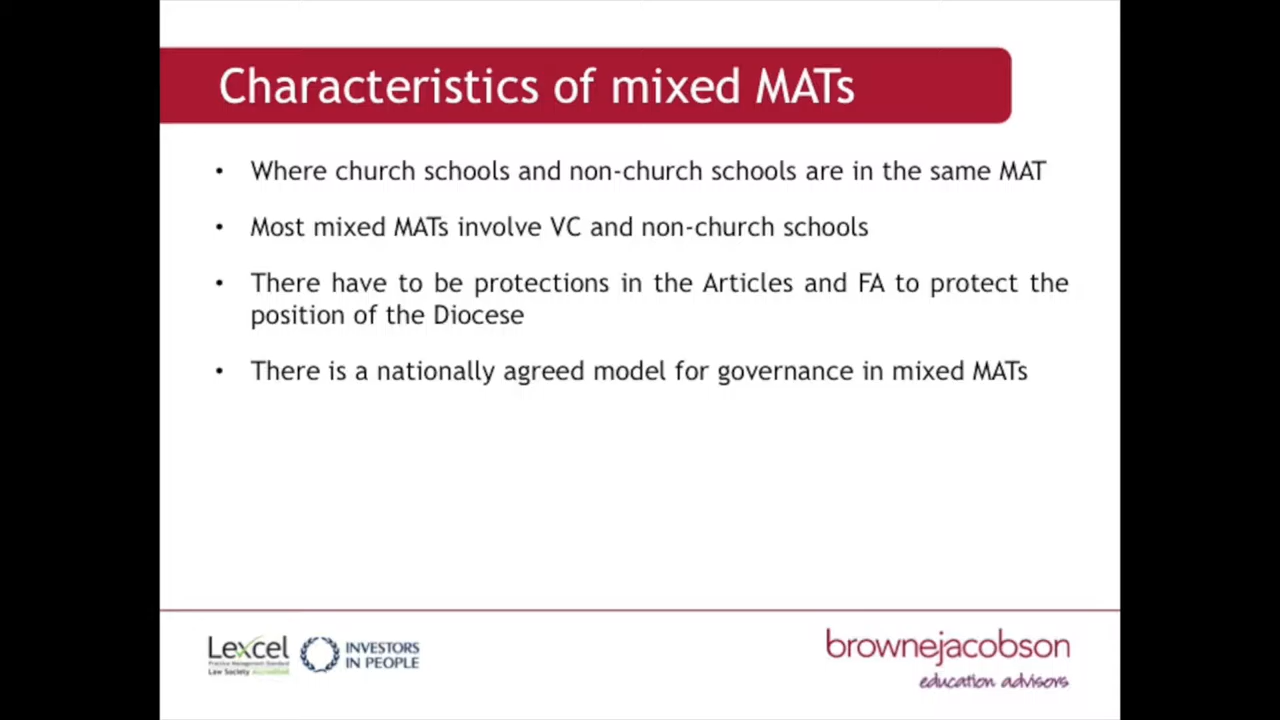 Characteristics of mixed MATs
• Where church schools and non-church schools are in the same MAT
• Most mixed MATs involve VC and non-church schools
• There have to be protections in the Articles and FA to protect the
position of the Diocese
• There is a nationally agreed model for governance in mixed MATs
Lexcel
Practice Management Standard
Law Society Accredited
INVESTORS
IN PEOPLE
brownejacobson
education advisors